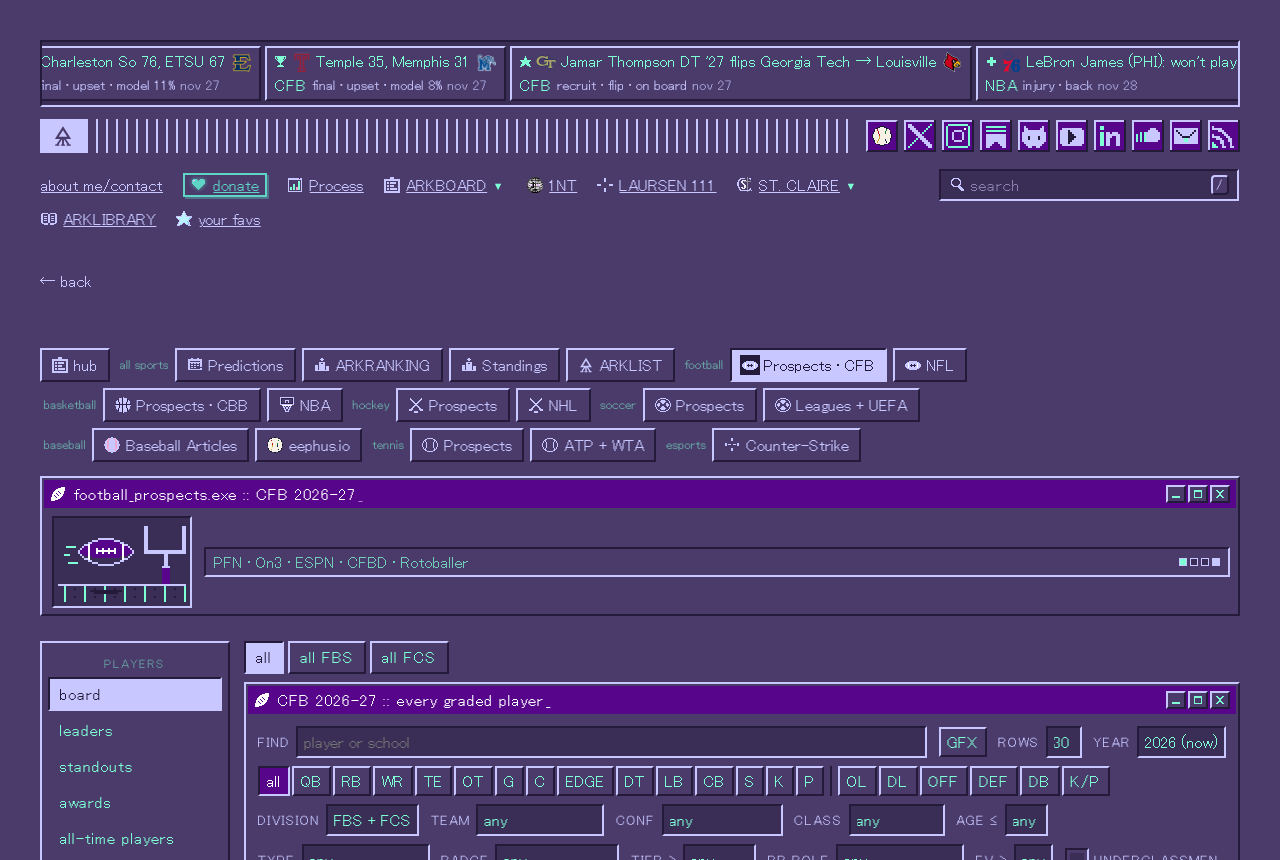 Charleston So 76, ETSU 67
Temple 35, Memphis 31
Jamar Thompson DT '27 flips Georgia Tech → Louisville
LeBron James (PHI): won't play
inal · upset · model 11% nov 27
CFB final · upset · model 8% nov 27
CFB recruit · flip · on board nov 27
NBA injury · back nov 28
about me/contact donate Process ARKBOARD ▼ 1NT LAURSEN 111 ST. CLAIRE ▼ search /
ARKLIBRARY your favs
← back
hub all sports Predictions ARKRANKING Standings ARKLIST football Prospects · CFB NFL
basketball Prospects · CBB NBA hockey Prospects NHL soccer Prospects Leagues + UEFA
baseball Baseball Articles eephus.io tennis Prospects ATP + WTA esports Counter-Strike
football_prospects.exe :: CFB 2026-27_
PFN · On3 · ESPN · CFBD · Rotoballer
PLAYERS
board
leaders
standouts
awards
all-time players
all all FBS all FCS
CFB 2026-27 :: every graded player_
FIND player or school GFX ROWS 30 YEAR 2026 (now)
all QB RB WR TE OT G C EDGE DT LB CB S K P OL DL OFF DEF DB K/P
DIVISION FBS + FCS TEAM any CONF any CLASS any AGE ≤ any